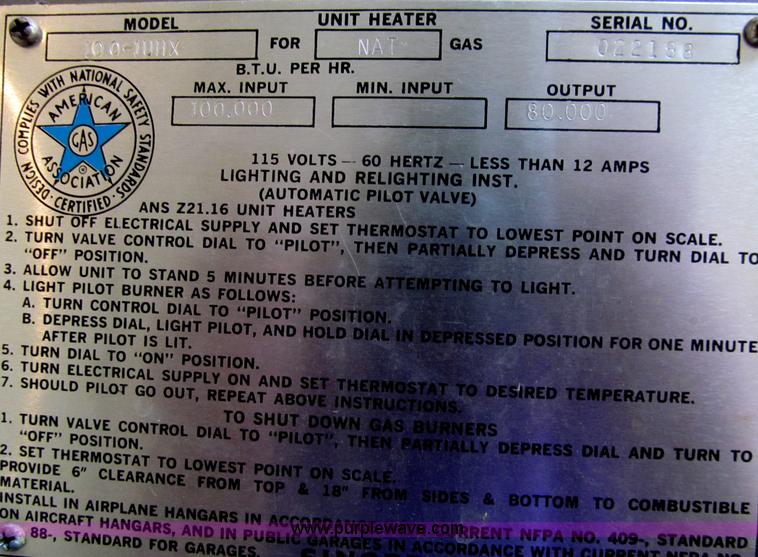 MODEL
UNIT HEATER
SERIAL NO.
100-UHX FOR NAT GAS 022188
B.T.U. PER HR.
MAX. INPUT MIN. INPUT OUTPUT
100.000 80.000
DESIGN COMPLIES WITH NATIONAL SAFETY STANDARDS · CERTIFIED ·
AMERICAN
GAS
ASSOCIATION
115 VOLTS — 60 HERTZ — LESS THAN 12 AMPS
LIGHTING AND RELIGHTING INST.
(AUTOMATIC PILOT VALVE)
ANS Z21.16 UNIT HEATERS
1. SHUT OFF ELECTRICAL SUPPLY AND SET THERMOSTAT TO LOWEST POINT ON SCALE.
2. TURN VALVE CONTROL DIAL TO "PILOT", THEN PARTIALLY DEPRESS AND TURN DIAL TO
"OFF" POSITION.
3. ALLOW UNIT TO STAND 5 MINUTES BEFORE ATTEMPTING TO LIGHT.
4. LIGHT PILOT BURNER AS FOLLOWS:
A. TURN CONTROL DIAL TO "PILOT" POSITION.
B. DEPRESS DIAL, LIGHT PILOT, AND HOLD DIAL IN DEPRESSED POSITION FOR ONE MINUTE
AFTER PILOT IS LIT.
5. TURN DIAL TO "ON" POSITION.
6. TURN ELECTRICAL SUPPLY ON AND SET THERMOSTAT TO DESIRED TEMPERATURE.
7. SHOULD PILOT GO OUT, REPEAT ABOVE INSTRUCTIONS.
TO SHUT DOWN GAS BURNERS
1. TURN VALVE CONTROL DIAL TO "PILOT", THEN PARTIALLY DEPRESS DIAL AND TURN TO
"OFF" POSITION.
2. SET THERMOSTAT TO LOWEST POINT ON SCALE.
PROVIDE 6" CLEARANCE FROM TOP & 18" FROM SIDES & BOTTOM TO COMBUSTIBLE
MATERIAL.
INSTALL IN AIRPLANE HANGARS IN CURRENT NFPA NO. 409-, STANDARD
www.purplewave.com
ON AIRCRAFT HANGARS, AND IN PUBLIC GARAGES IN ACCORDANCE WITH CURRENT NFPA NO.
88-, STANDARD FOR GARAGES.